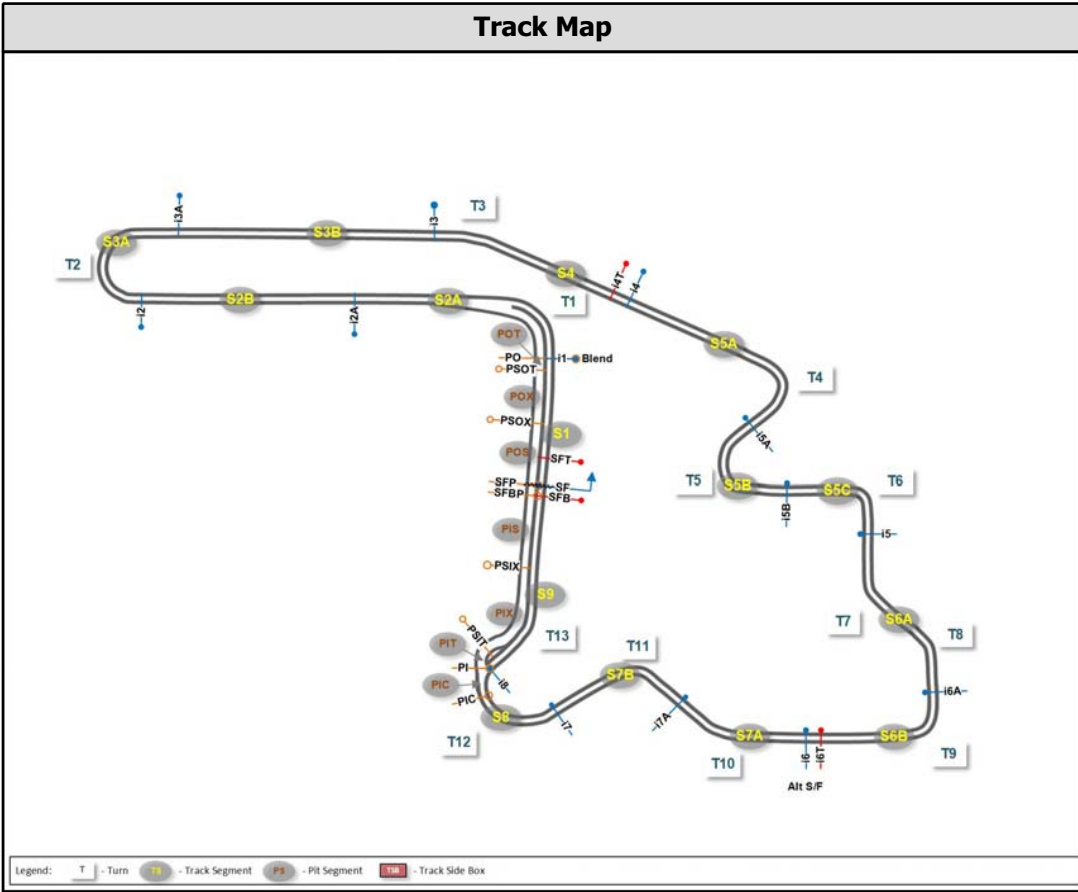 Track Map
i3A
i3
T3
S3A
S3B
T2
S4
i4T
i4
T1
i2
S2B
i2A
S2A
S5A
POT
PO
i1
Blend
PSOT
T4
POX
PSOX
S1
i5A
POS
SFT
T5
S5B
i5B
S5C
T6
SFP
SF
SFBP
SFB
PIS
i5
PSIX
S9
PIX
T7
S6A
T8
PSIT
T13
PIT
T11
PI
S7B
i8
PIC
PIC
i6A
i7A
S8
i7
T12
S7A
i6
i6T
S6B
T10
T9
Alt S/F
Legend: T - Turn TS - Track Segment PS - Pit Segment TSB - Track Side Box